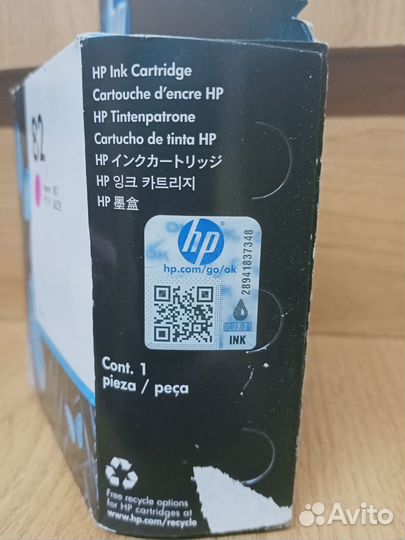 hp
HP Ink Cartridge
Cartouche d'encre HP
HP Tintenpatrone
Cartucho de tinta HP
HP インクカートリッジ
HP 잉크 카트리지
HP 墨盒
82
hp
hp.com/go/ok
28941837348
INK
Cont. 1
pieza / peça
Free recycle options
for HP cartridges at
www.hp.com/recycle
Avito